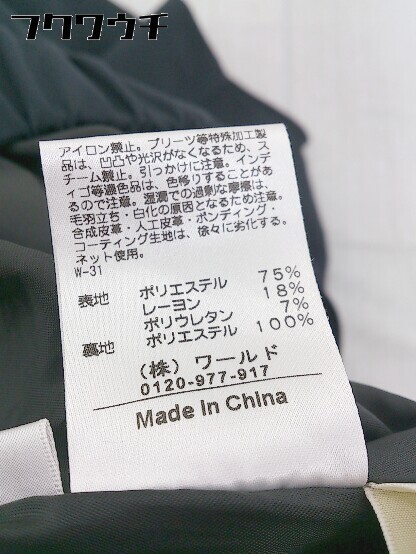 フクワウチ
アイロン禁止。プリーツ等特殊加工製
品は、凹凸や光沢がなくなるため、ス
チーム禁止。引っかけに注意。インデ
ィゴ等濃色品は、色移りすることがあ
るので注意。湿潤での過剰な摩擦は、
毛羽立ち・白化の原因となるため注意。
合成皮革・人工皮革・ボンディング・
コーティング生地は、徐々に劣化する。
ネット使用。
W-31
表地 ポリエステル 75%
レーヨン 18%
ポリウレタン 7%
裏地 ポリエステル 100%
(株) ワールド
0120-977-917
Made In China